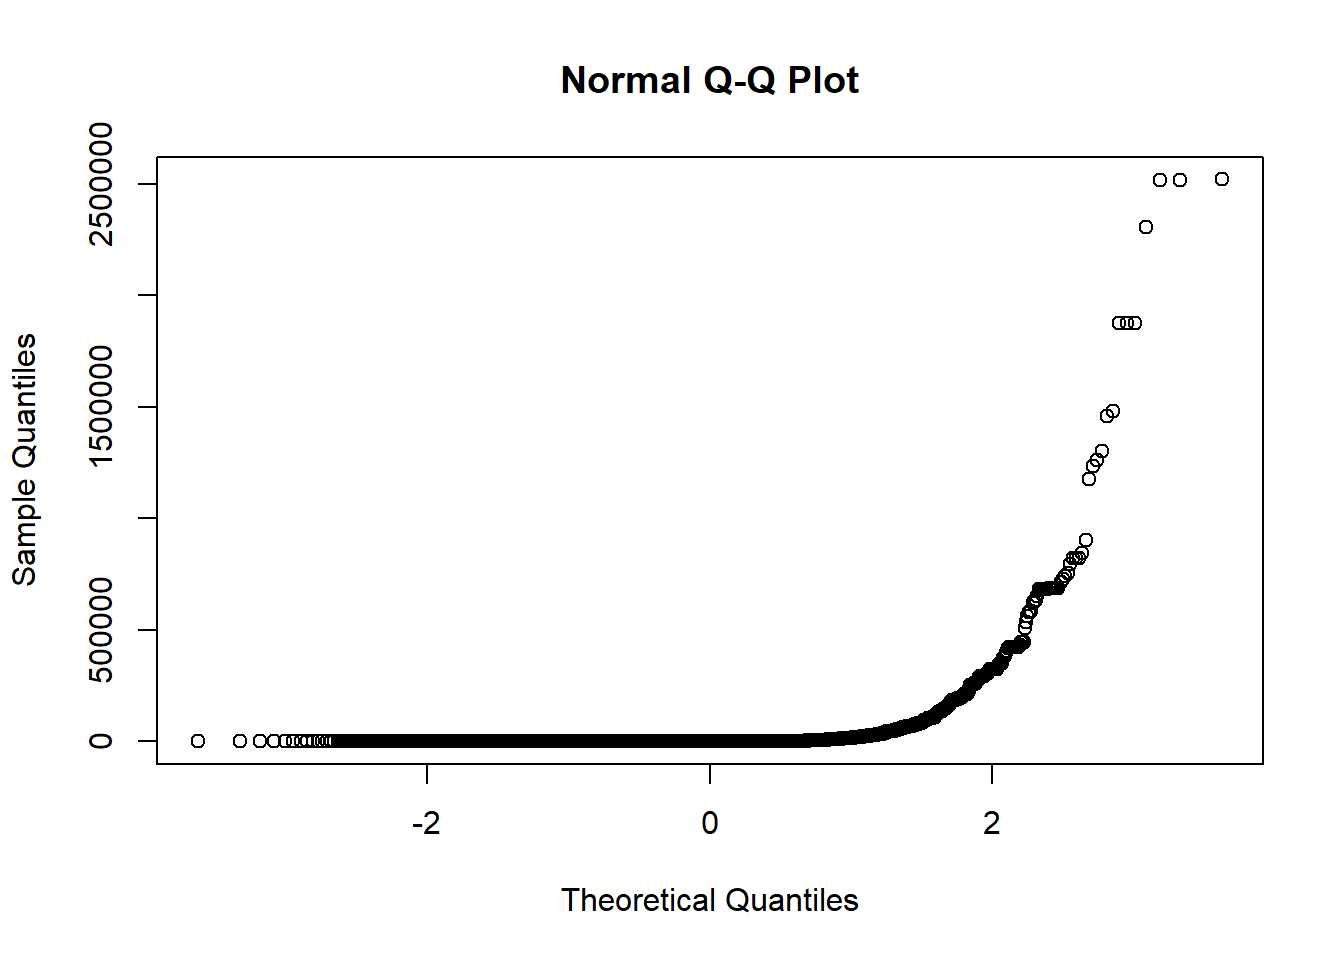 Normal Q-Q Plot
Sample Quantiles
2500000
1500000
500000
0
-2 0 2
Theoretical Quantiles